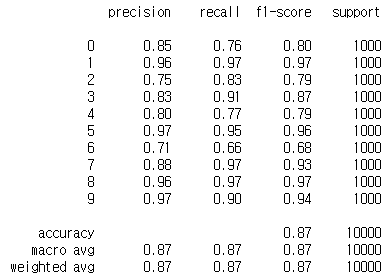 precision recall f1-score support
0 0.85 0.76 0.80 1000
1 0.96 0.97 0.97 1000
2 0.75 0.83 0.79 1000
3 0.83 0.91 0.87 1000
4 0.80 0.77 0.79 1000
5 0.97 0.95 0.96 1000
6 0.71 0.66 0.68 1000
7 0.88 0.97 0.93 1000
8 0.96 0.97 0.97 1000
9 0.97 0.90 0.94 1000
accuracy 0.87 10000
macro avg 0.87 0.87 0.87 10000
weighted avg 0.87 0.87 0.87 10000